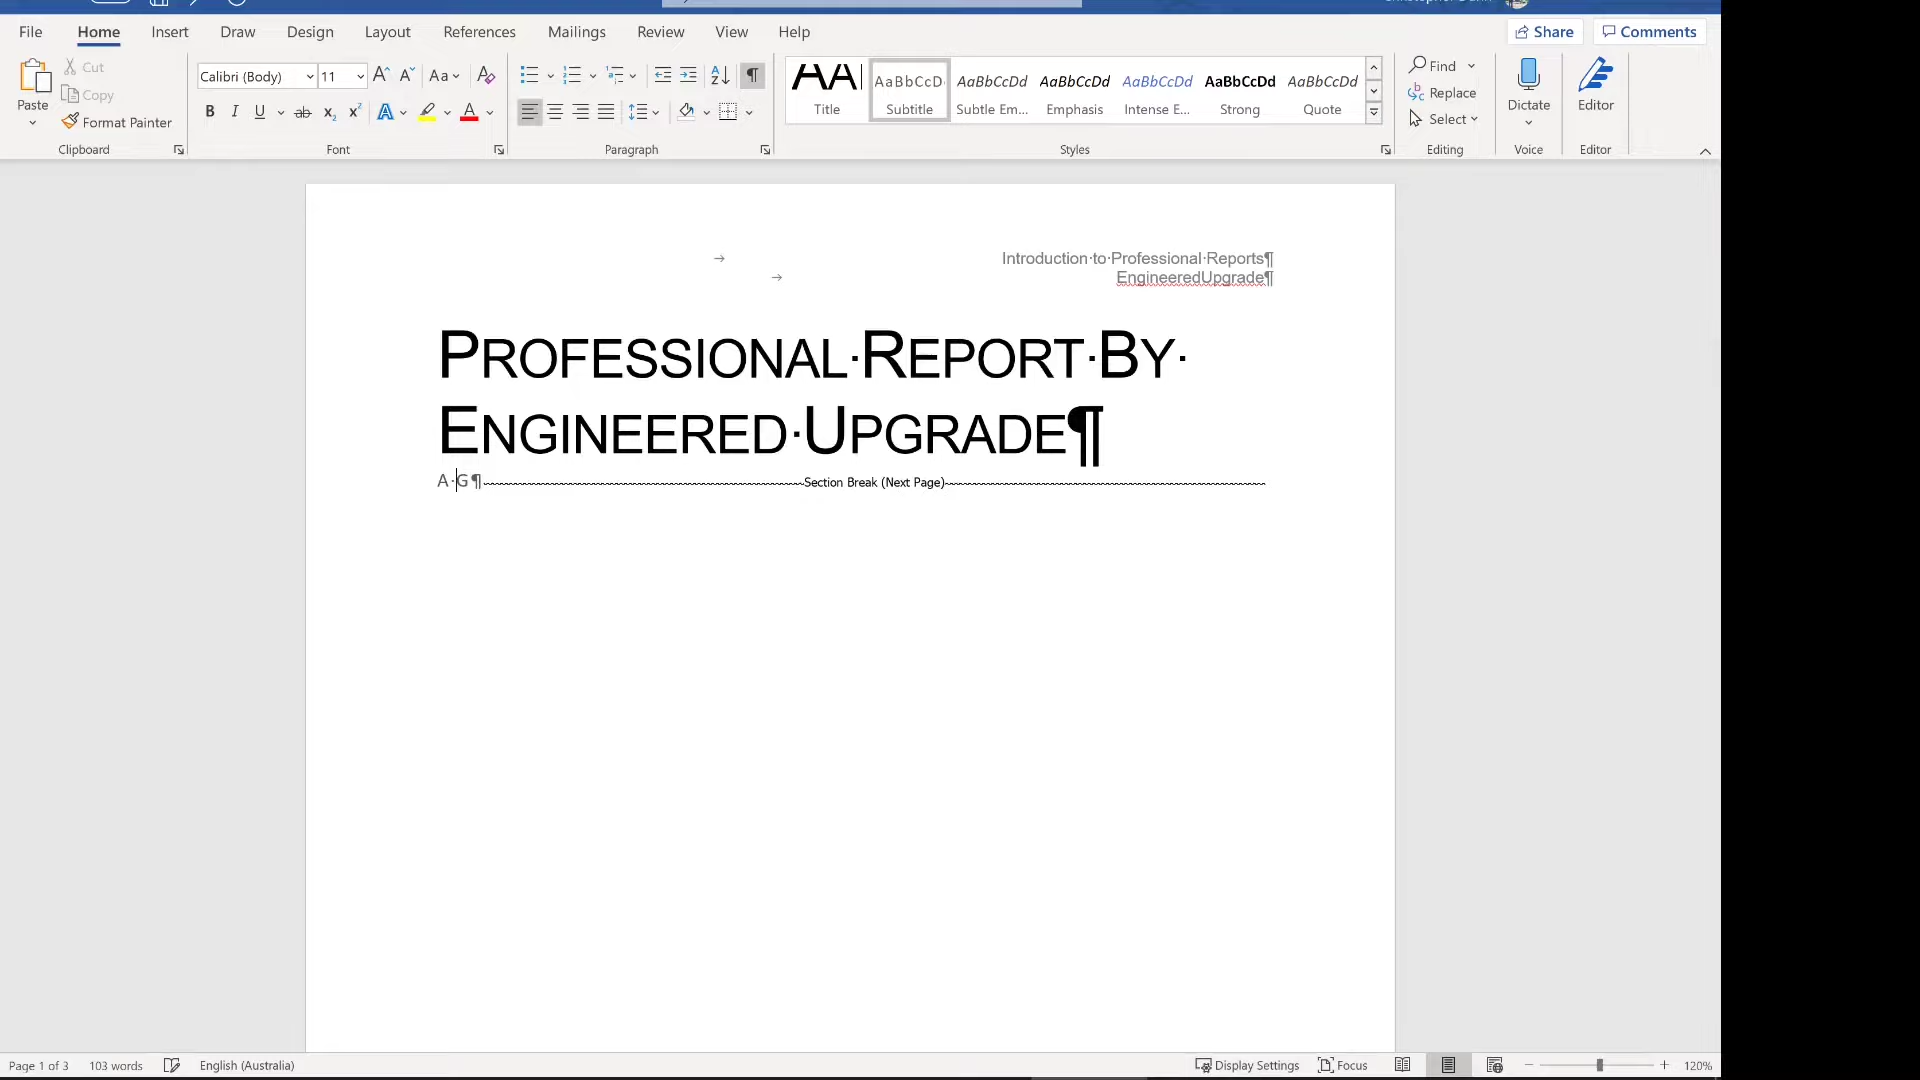 File Home Insert Draw Design Layout References Mailings Review View Help Share Comments
Paste Cut Copy Format Painter Clipboard
Calibri (Body) 11 Font
Paragraph
AaBbCcD AaBbCcDd AaBbCcDd AaBbCcDd AaBbCcDd AaBbCcDd
Title Subtitle Subtle Em... Emphasis Intense E... Strong Quote
Styles
Find Replace Select Editing
Dictate Voice
Editor Editor
Introduction·to·Professional·Reports¶
EngineeredUpgrade¶
PROFESSIONAL·REPORT·BY·
ENGINEERED·UPGRADE¶
A·G¶ Section Break (Next Page)
Page 1 of 3 103 words English (Australia) Display Settings Focus 120%